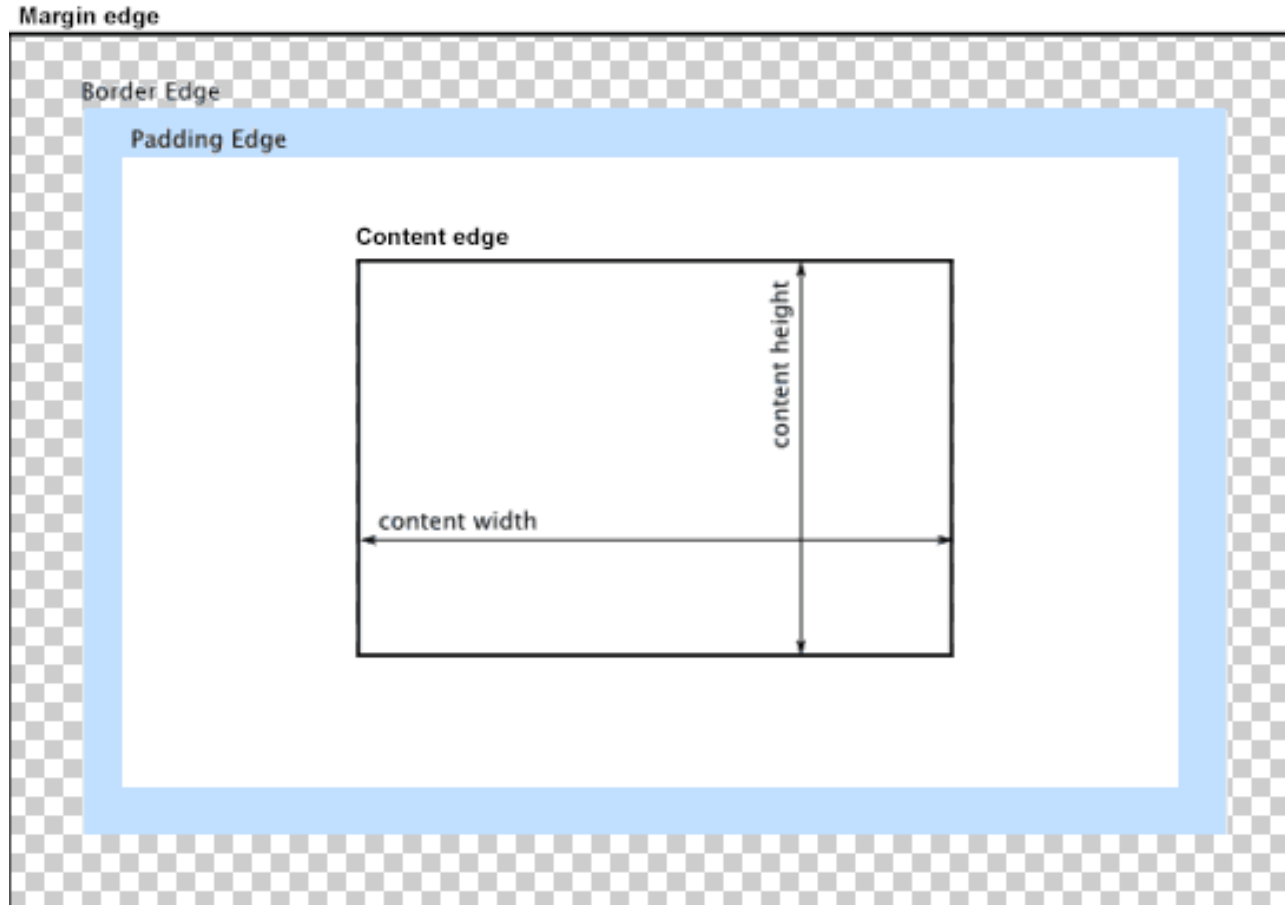 Margin edge
Border Edge
Padding Edge
Content edge
content height
content width